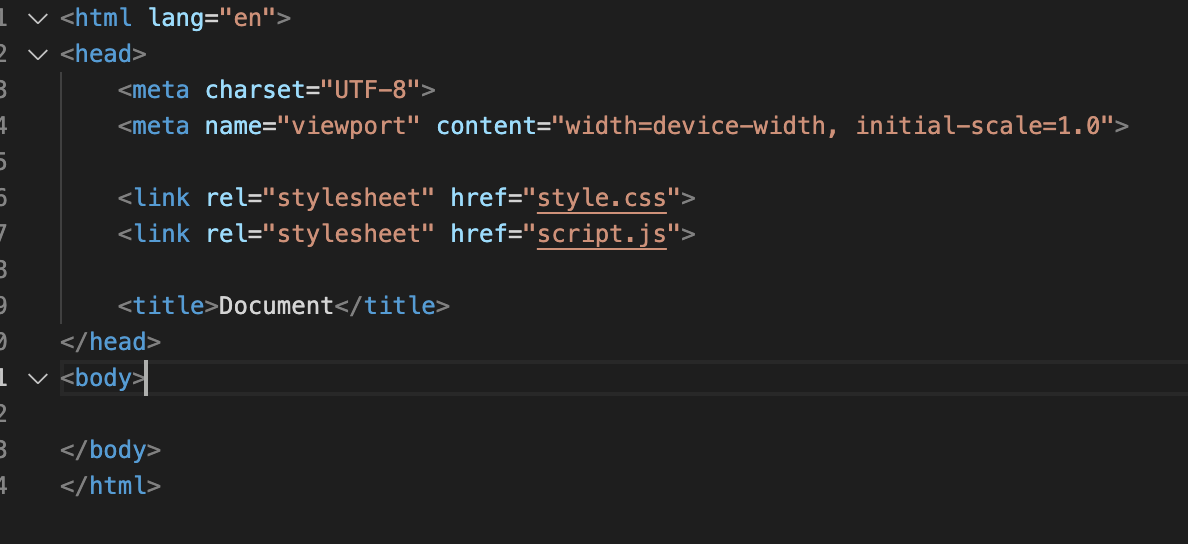 1 <html lang="en">
2 <head>
3 <meta charset="UTF-8">
4 <meta name="viewport" content="width=device-width, initial-scale=1.0">
5
6 <link rel="stylesheet" href="style.css">
7 <link rel="stylesheet" href="script.js">
8
9 <title>Document</title>
0 </head>
1 <body>
2
3 </body>
4 </html>